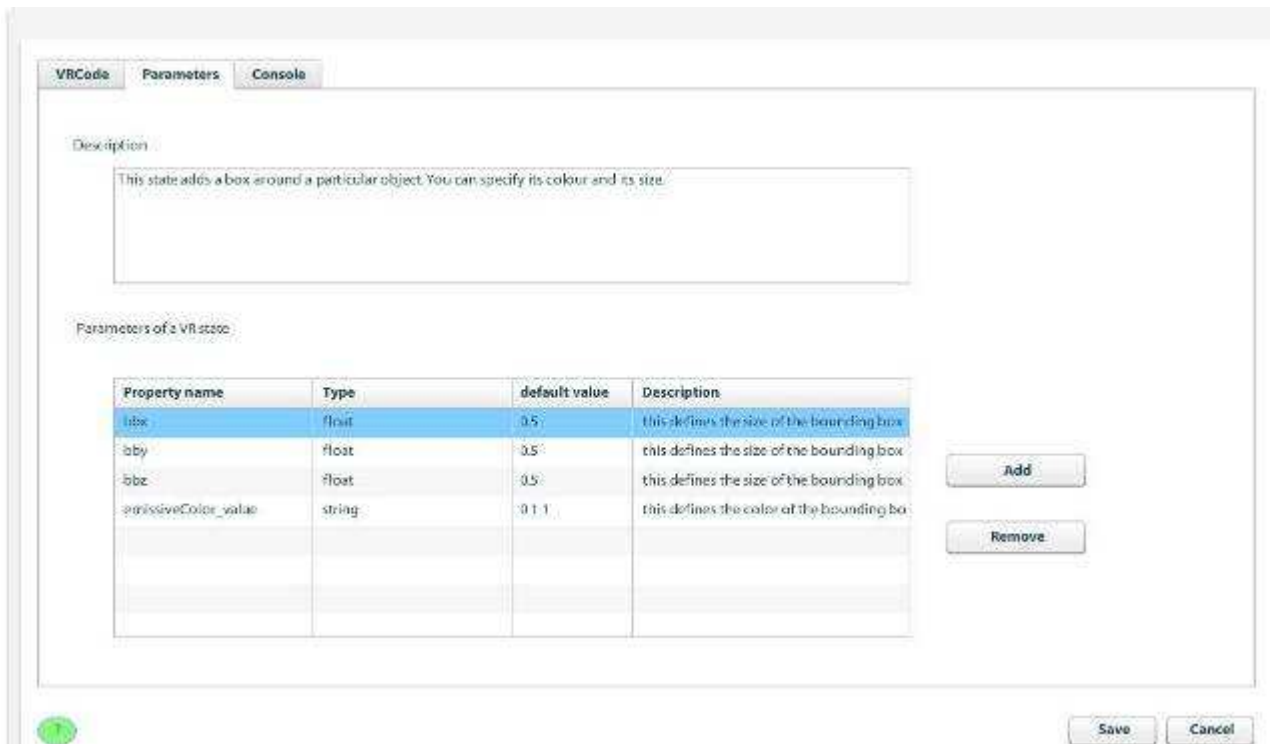 VRCode Parameters Console
Description
This state adds a box around a particular object. You can specify its colour and its size.
Parameters of a VR state
Property name Type default value Description
bbx float 0.5 this defines the size of the bounding box
bby float 0.5 this defines the size of the bounding box
bbz float 0.5 this defines the size of the bounding box
emissiveColor_value string 0 1 1 this defines the color of the bounding bo
Add
Remove
?
Save Cancel